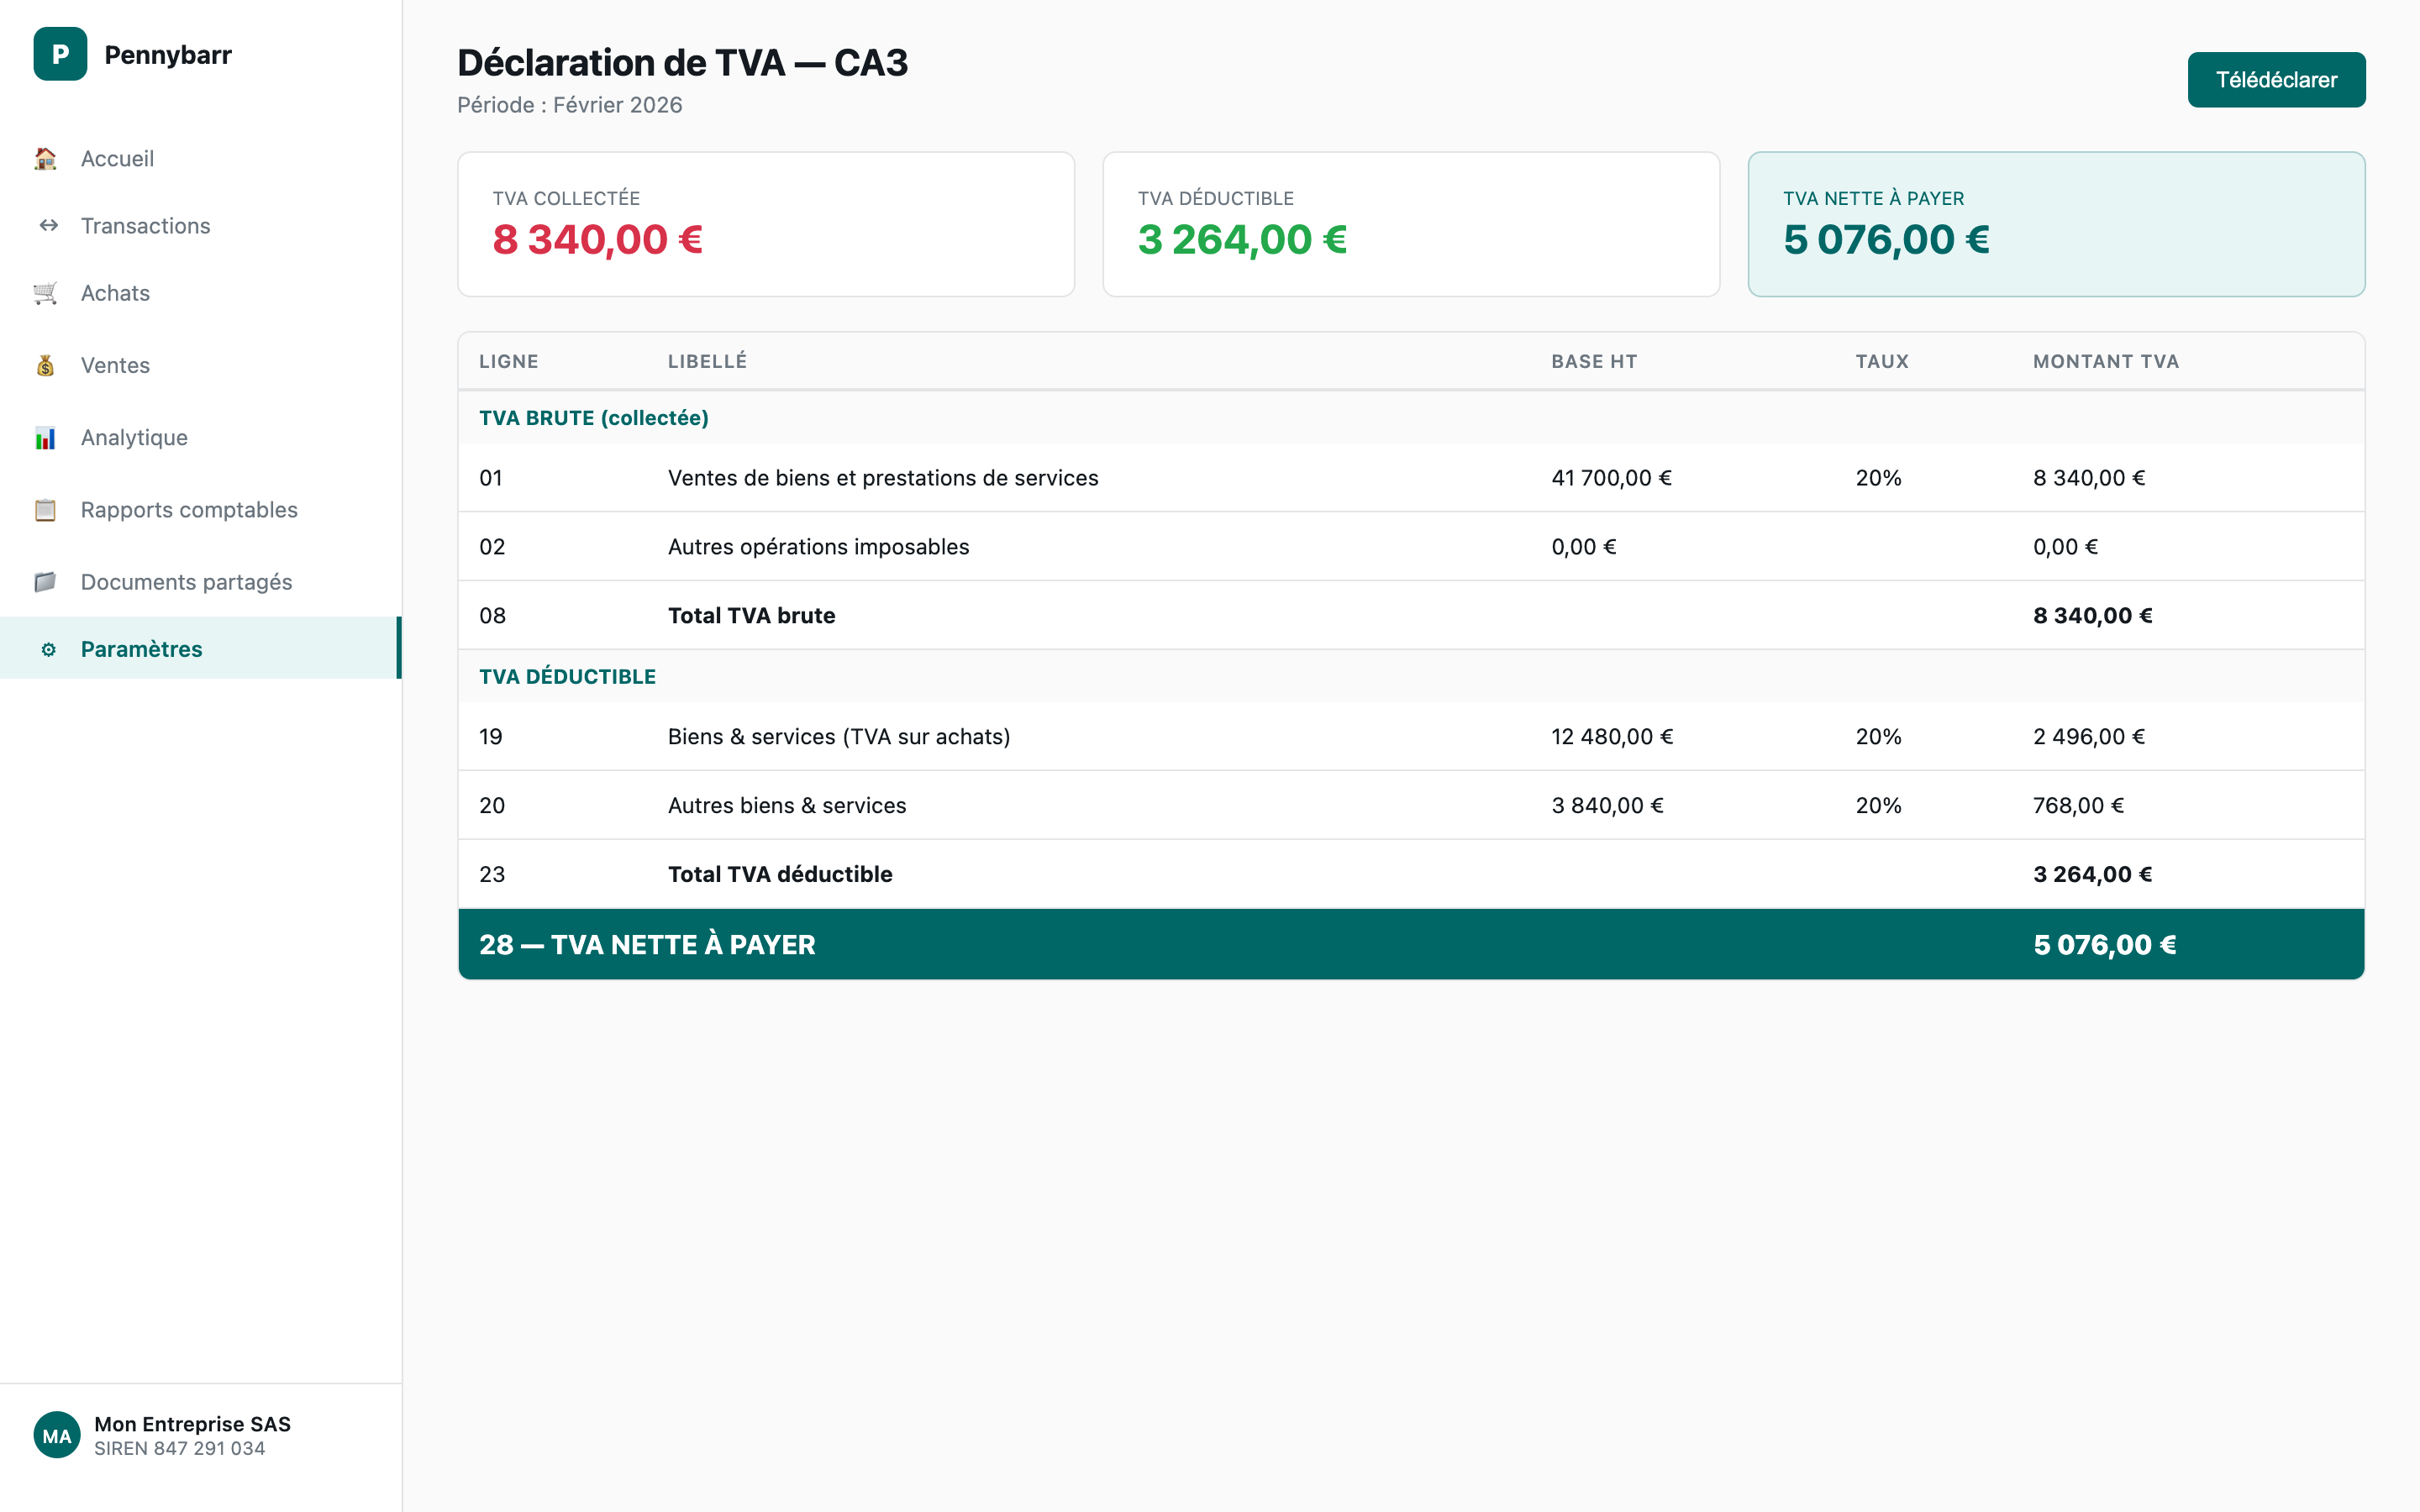 P Pennybarr
Accueil
Transactions
Achats
Ventes
Analytique
Rapports comptables
Documents partagés
Paramètres
MA Mon Entreprise SAS
SIREN 847 291 034
Déclaration de TVA — CA3
Période : Février 2026
Télédéclarer
TVA COLLECTÉE
8 340,00 €
TVA DÉDUCTIBLE
3 264,00 €
TVA NETTE À PAYER
5 076,00 €
LIGNE LIBELLÉ BASE HT TAUX MONTANT TVA
TVA BRUTE (collectée)
01 Ventes de biens et prestations de services 41 700,00 € 20% 8 340,00 €
02 Autres opérations imposables 0,00 € 0,00 €
08 Total TVA brute 8 340,00 €
TVA DÉDUCTIBLE
19 Biens & services (TVA sur achats) 12 480,00 € 20% 2 496,00 €
20 Autres biens & services 3 840,00 € 20% 768,00 €
23 Total TVA déductible 3 264,00 €
28 — TVA NETTE À PAYER 5 076,00 €